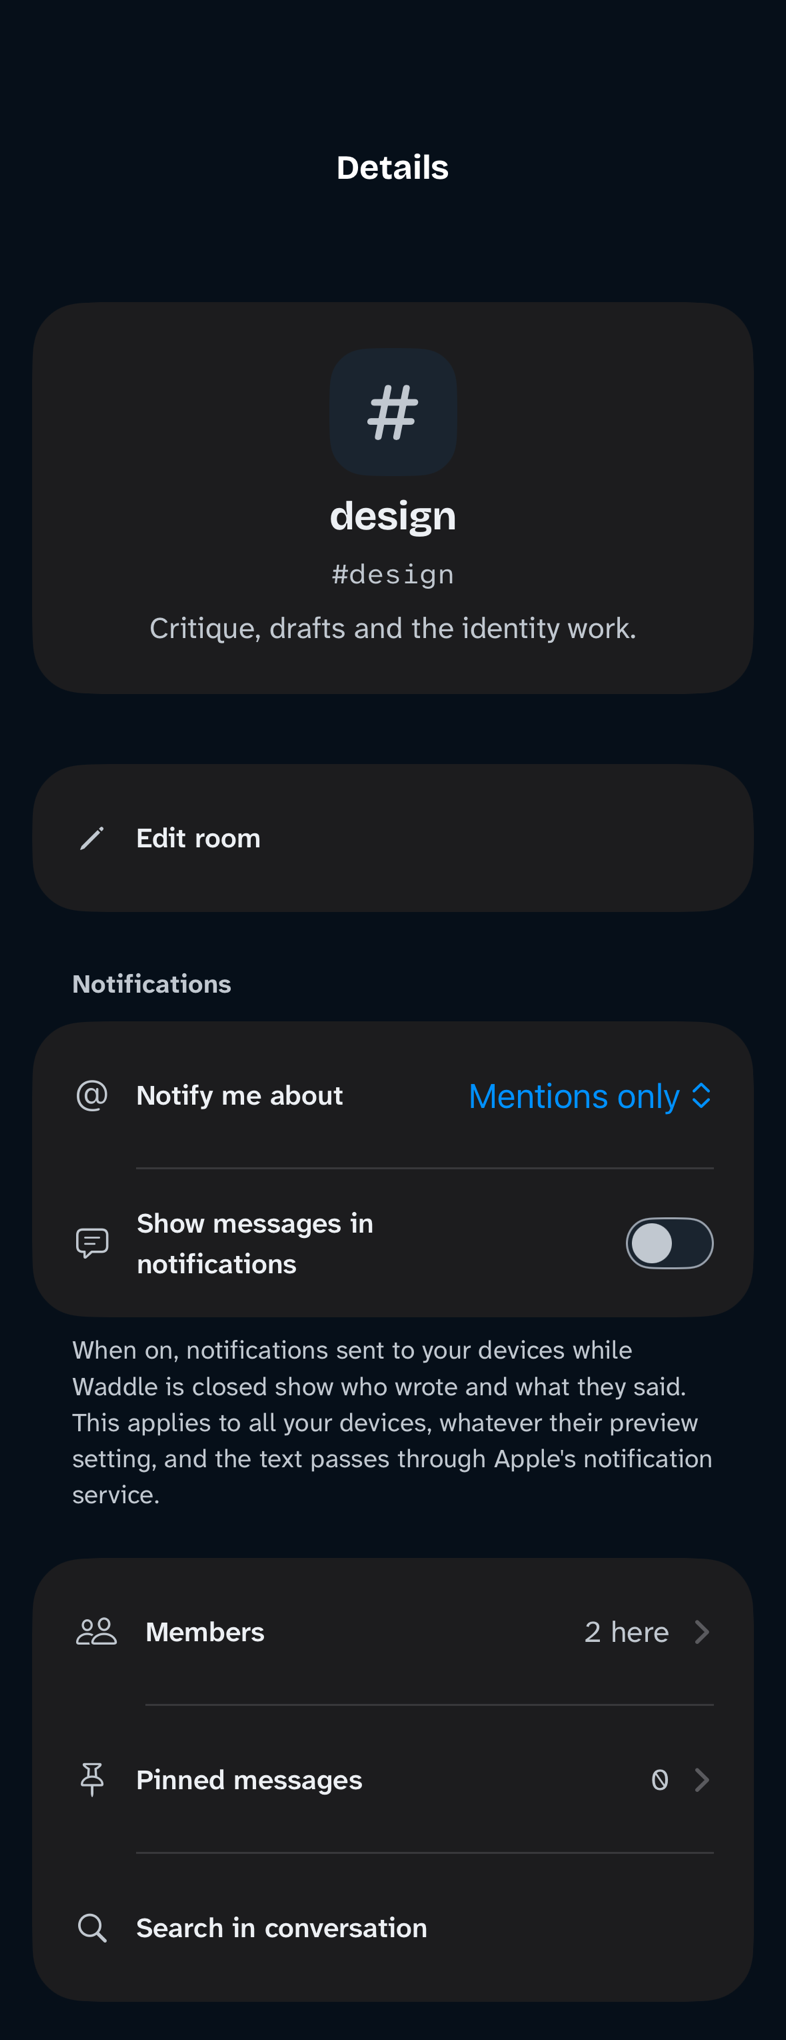 Details
#
design
#design
Critique, drafts and the identity work.
Edit room
Notifications
@ Notify me about Mentions only
Show messages in
notifications
When on, notifications sent to your devices while
Waddle is closed show who wrote and what they said.
This applies to all your devices, whatever their preview
setting, and the text passes through Apple's notification
service.
Members 2 here
Pinned messages 0
Search in conversation